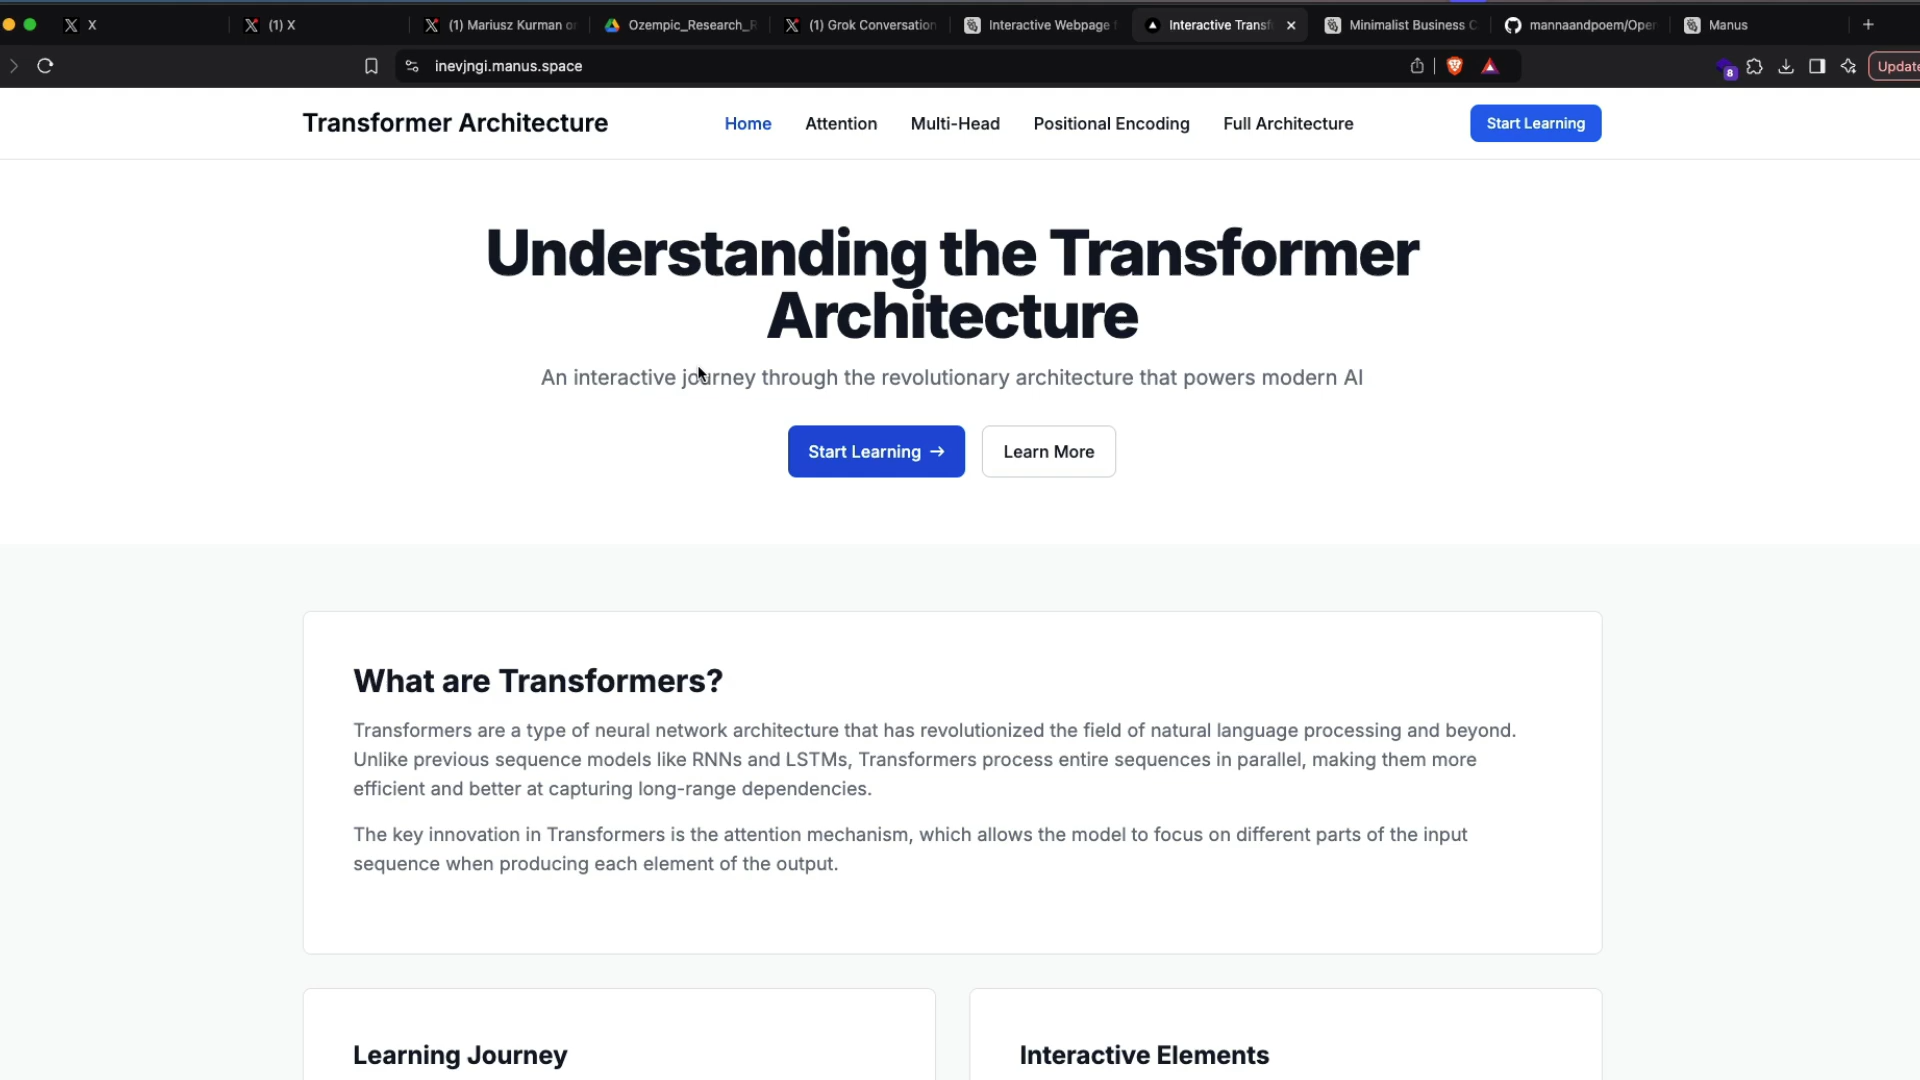 X
(1) X
(1) Mariusz Kurman o
Ozempic_Research_R
(1) Grok Conversation
Interactive Webpage f
Interactive Transf
Minimalist Business C
mannaandpoem/Oper
Manus
inevjngi.manus.space
8
Update
Transformer Architecture
Home
Attention
Multi-Head
Positional Encoding
Full Architecture
Start Learning
Understanding the Transformer
Architecture
An interactive journey through the revolutionary architecture that powers modern AI
Start Learning →
Learn More
What are Transformers?
Transformers are a type of neural network architecture that has revolutionized the field of natural language processing and beyond.
Unlike previous sequence models like RNNs and LSTMs, Transformers process entire sequences in parallel, making them more
efficient and better at capturing long-range dependencies.
The key innovation in Transformers is the attention mechanism, which allows the model to focus on different parts of the input
sequence when producing each element of the output.
Learning Journey
Interactive Elements